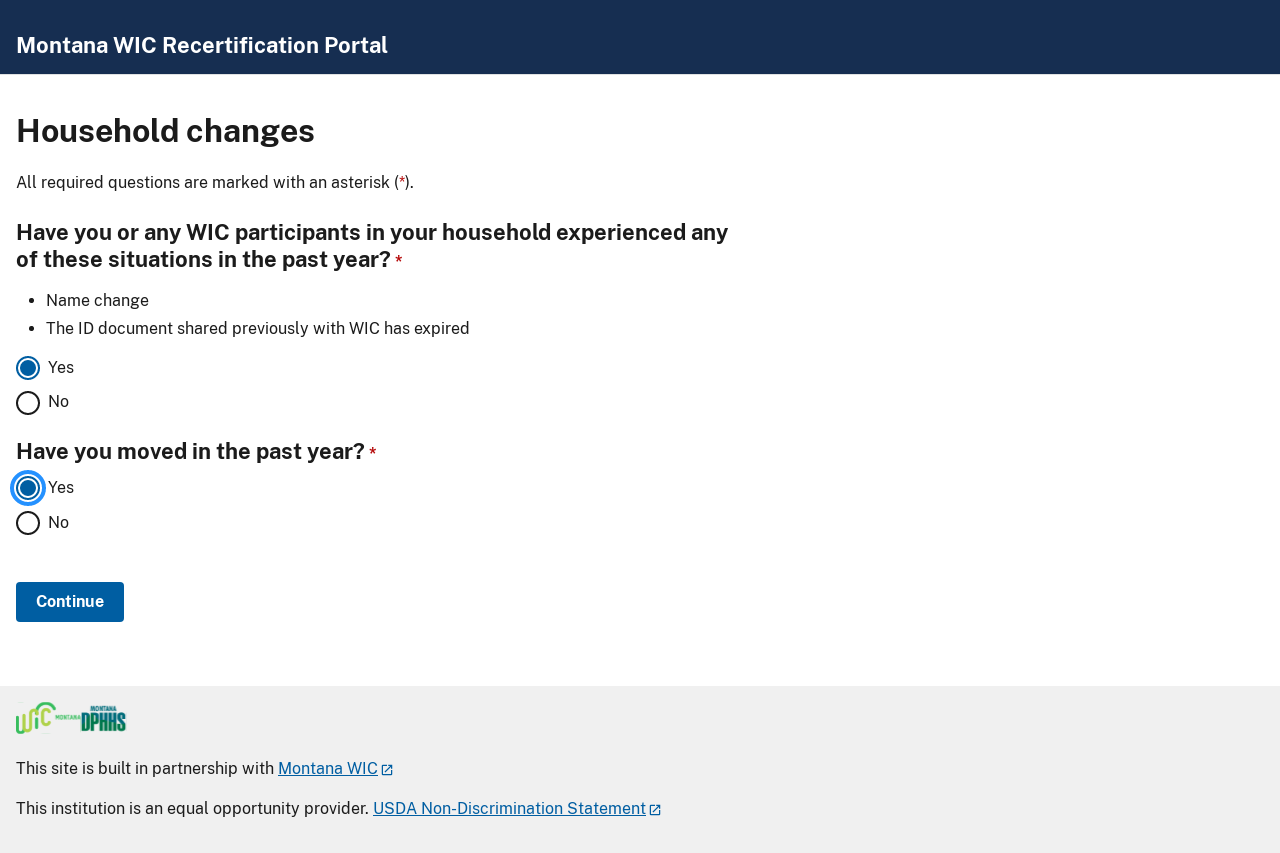 Montana WIC Recertification Portal
Household changes
All required questions are marked with an asterisk (*).
Have you or any WIC participants in your household experienced any
of these situations in the past year? *
• Name change
• The ID document shared previously with WIC has expired
Yes
No
Have you moved in the past year? *
Yes
No
Continue
WIC MONTANA MONTANA DPHHS
This site is built in partnership with Montana WIC
This institution is an equal opportunity provider. USDA Non-Discrimination Statement